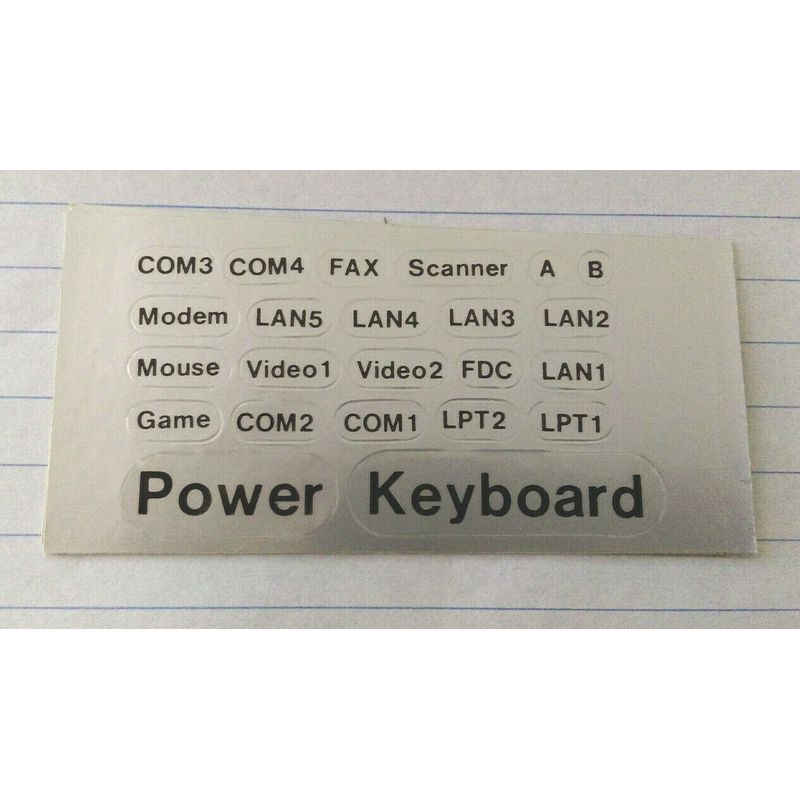 COM3 COM4 FAX Scanner A B
Modem LAN5 LAN4 LAN3 LAN2
Mouse Video1 Video2 FDC LAN1
Game COM2 COM1 LPT2 LPT1
Power Keyboard